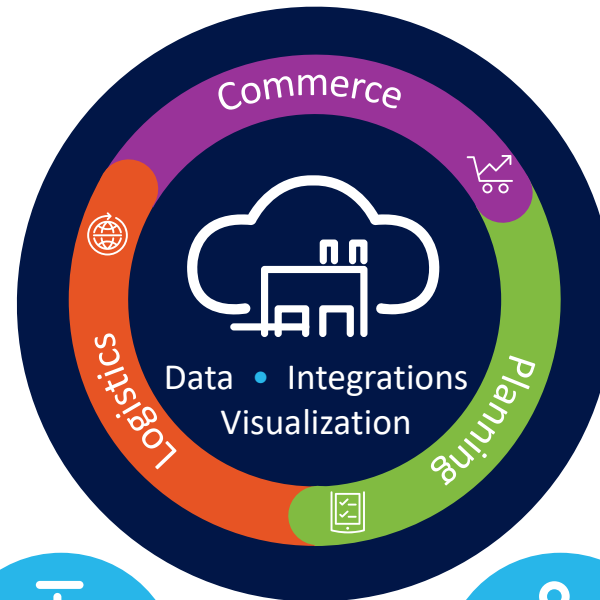 Commerce
Logistics
Planning
Data • Integrations
Visualization